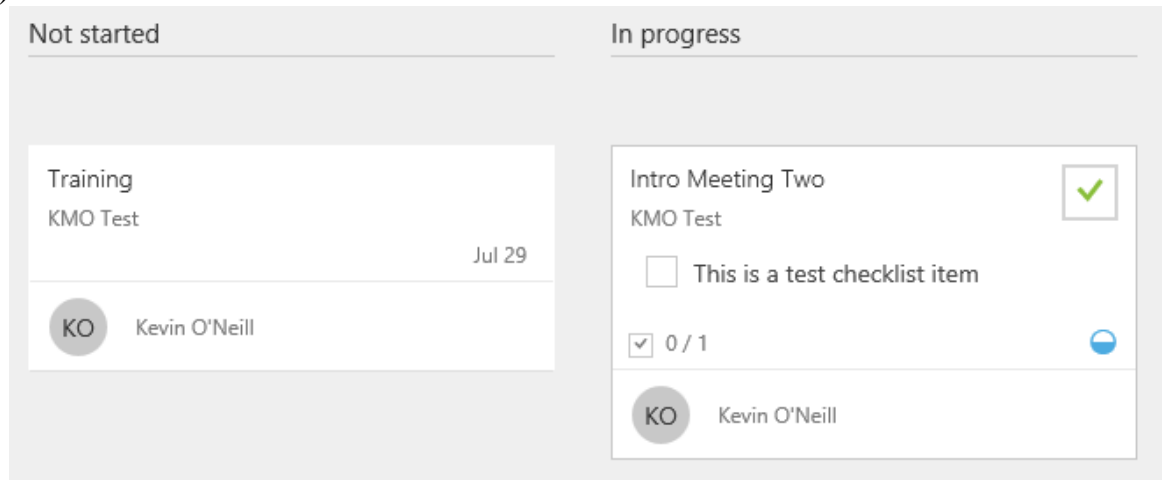 Not started
Training
KMO Test
Jul 29
KO Kevin O'Neill
In progress
Intro Meeting Two
KMO Test
This is a test checklist item
0 / 1
KO Kevin O'Neill